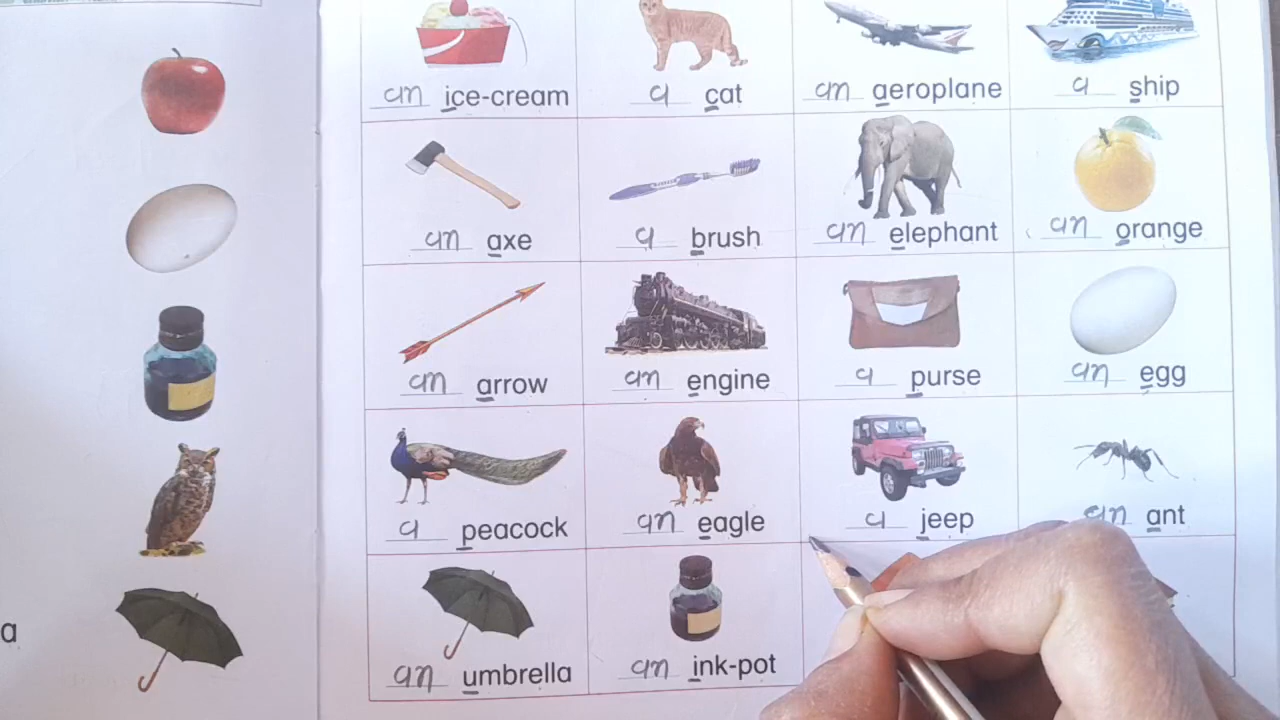 an ice-cream a cat an aeroplane a ship
an axe a brush an elephant an orange
an arrow an engine a purse an egg
a peacock an eagle a jeep an ant
an umbrella an ink-pot
a